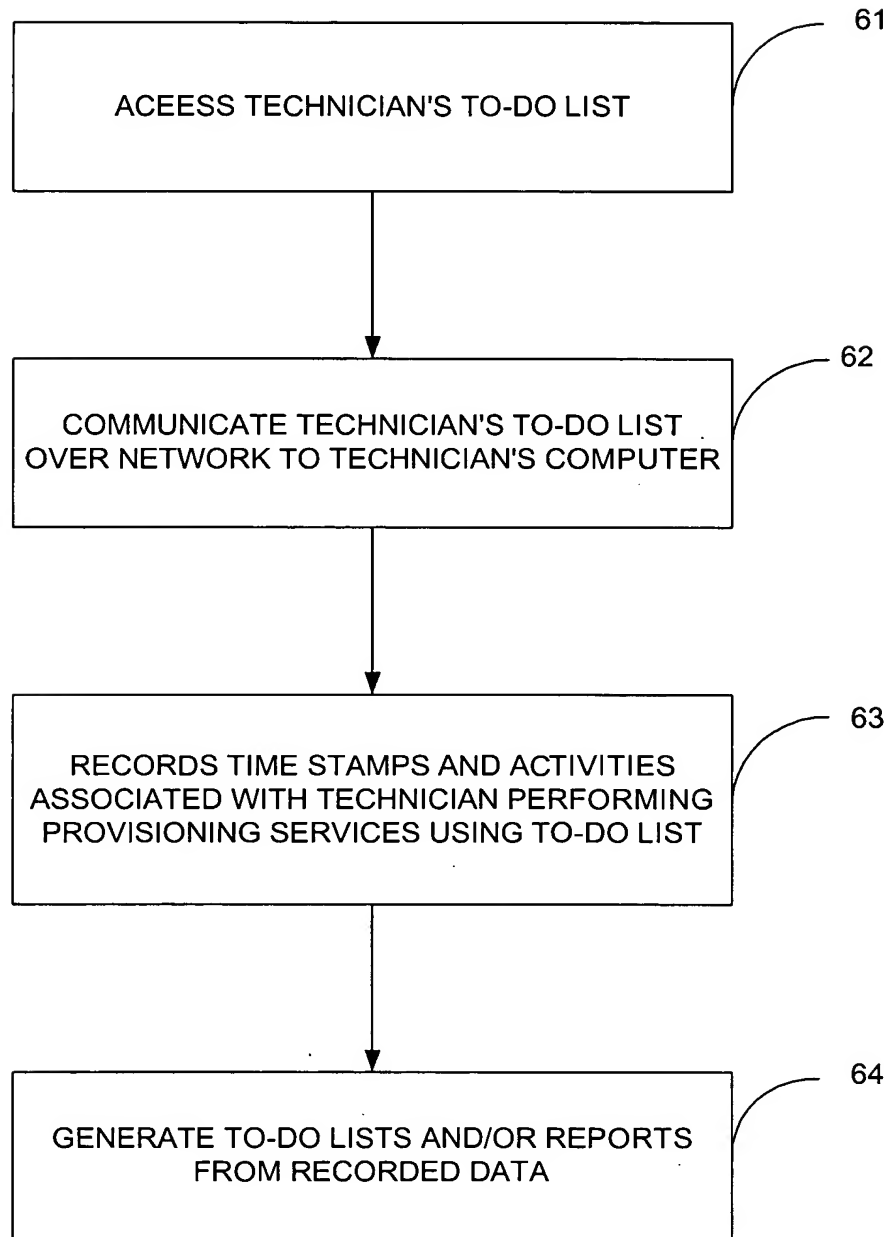 61
ACEESS TECHNICIAN'S TO-DO LIST
62
COMMUNICATE TECHNICIAN'S TO-DO LIST
OVER NETWORK TO TECHNICIAN'S COMPUTER
63
RECORDS TIME STAMPS AND ACTIVITIES
ASSOCIATED WITH TECHNICIAN PERFORMING
PROVISIONING SERVICES USING TO-DO LIST
64
GENERATE TO-DO LISTS AND/OR REPORTS
FROM RECORDED DATA